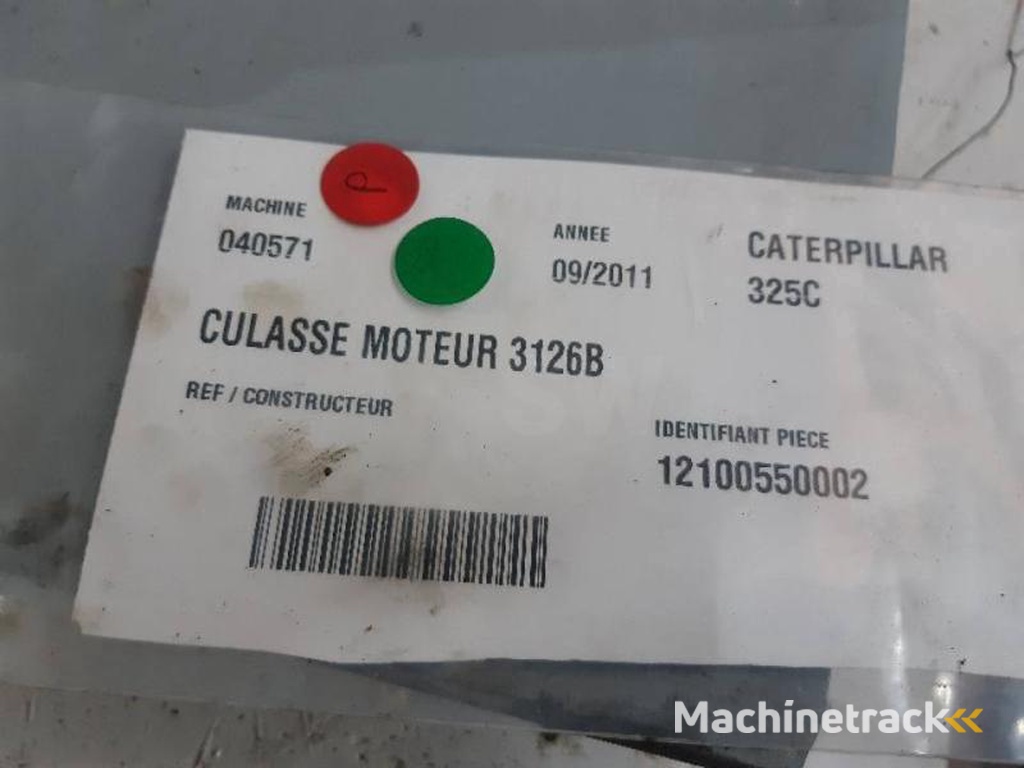 MACHINE
040571
ANNEE
09/2011
CATERPILLAR
325C
CULASSE MOTEUR 3126B
REF / CONSTRUCTEUR
IDENTIFIANT PIECE
12100550002
Machinetrack